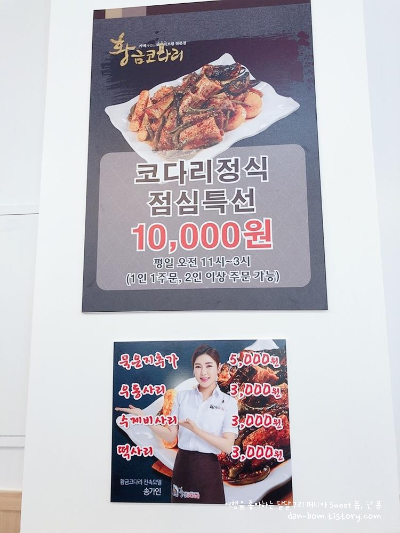 황금코다리
코다리정식
점심특선
10,000원
평일 오전 11시~3시
(1인 1주문, 2인 이상 주문 가능)
묵은지추가 5,000원
우동사리 3,000원
수제비사리 3,000원
떡사리 3,000원
황금코다리 전속모델
송가인
dan-bom.tistory.com